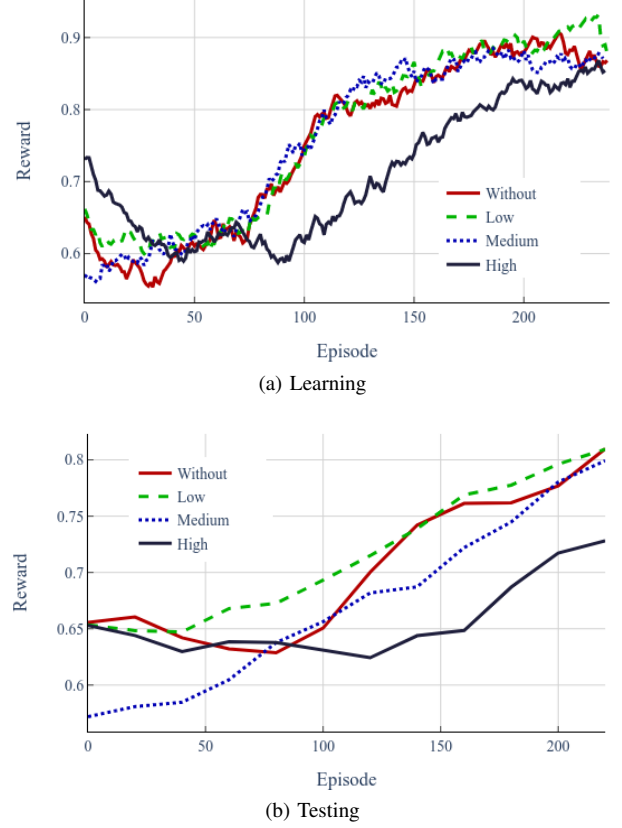 0.9
0.8
0.7
0.6
Reward
Without
Low
Medium
High
0 50 100 150 200
Episode
(a) Learning
0.8
0.75
0.7
0.65
0.6
Reward
Without
Low
Medium
High
0 50 100 150 200
Episode
(b) Testing